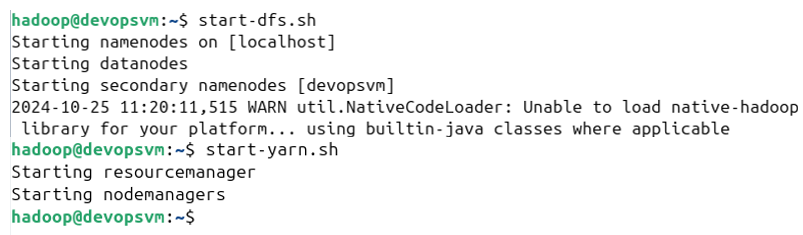 hadoop@devopsvm:~$ start-dfs.sh
Starting namenodes on [localhost]
Starting datanodes
Starting secondary namenodes [devopsvm]
2024-10-25 11:20:11,515 WARN util.NativeCodeLoader: Unable to load native-hadoop
 library for your platform... using builtin-java classes where applicable
hadoop@devopsvm:~$ start-yarn.sh
Starting resourcemanager
Starting nodemanagers
hadoop@devopsvm:~$